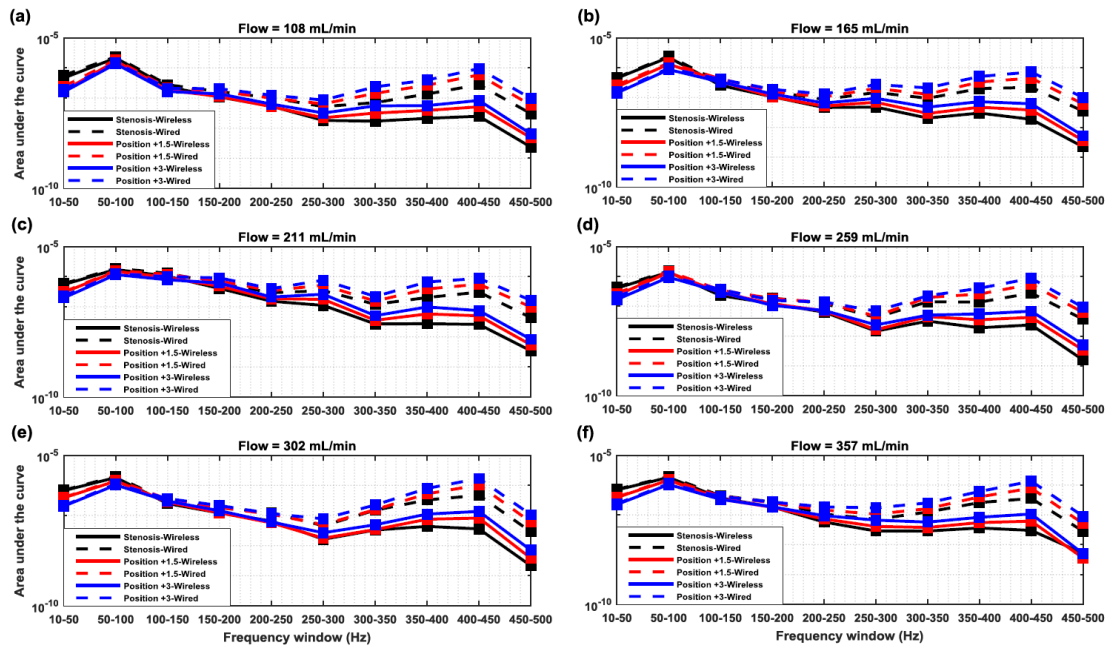 (a)
Flow = 108 mL/min
Area under the curve
10^-5
10^-10
Stenosis-Wireless
Stenosis-Wired
Position +1.5-Wireless
Position +1.5-Wired
Position +3-Wireless
Position +3-Wired
10-50 50-100 100-150 150-200 200-250 250-300 300-350 350-400 400-450 450-500
(b)
Flow = 165 mL/min
10^-5
10^-10
Stenosis-Wireless
Stenosis-Wired
Position +1.5-Wireless
Position +1.5-Wired
Position +3-Wireless
Position +3-Wired
10-50 50-100 100-150 150-200 200-250 250-300 300-350 350-400 400-450 450-500
(c)
Flow = 211 mL/min
Area under the curve
10^-5
10^-10
Stenosis-Wireless
Stenosis-Wired
Position +1.5-Wireless
Position +1.5-Wired
Position +3-Wireless
Position +3-Wired
10-50 50-100 100-150 150-200 200-250 250-300 300-350 350-400 400-450 450-500
(d)
Flow = 259 mL/min
10^-5
10^-10
Stenosis-Wireless
Stenosis-Wired
Position +1.5-Wireless
Position +1.5-Wired
Position +3-Wireless
Position +3-Wired
10-50 50-100 100-150 150-200 200-250 250-300 300-350 350-400 400-450 450-500
(e)
Flow = 302 mL/min
Area under the curve
10^-5
10^-10
Stenosis-Wireless
Stenosis-Wired
Position +1.5-Wireless
Position +1.5-Wired
Position +3-Wireless
Position +3-Wired
10-50 50-100 100-150 150-200 200-250 250-300 300-350 350-400 400-450 450-500
Frequency window (Hz)
(f)
Flow = 357 mL/min
10^-5
10^-10
Stenosis-Wireless
Stenosis-Wired
Position +1.5-Wireless
Position +1.5-Wired
Position +3-Wireless
Position +3-Wired
10-50 50-100 100-150 150-200 200-250 250-300 300-350 350-400 400-450 450-500
Frequency window (Hz)